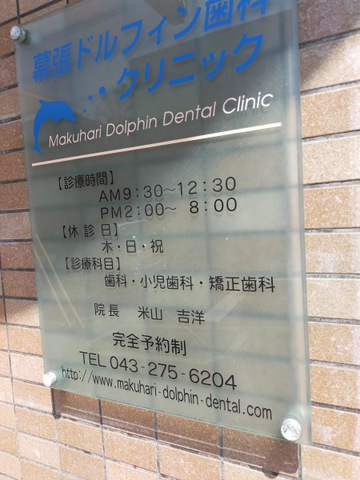 幕張ドルフィン歯科
クリニック
Makuhari Dolphin Dental Clinic
【診療時間】
AM9：30〜12：30
PM2：00〜 8：00
【休 診 日】
木・日・祝
【診療科目】
歯科・小児歯科・矯正歯科
院長 米山 吉洋
完全予約制
TEL 043-275-6204
http://www.makuhari-dolphin-dental.com